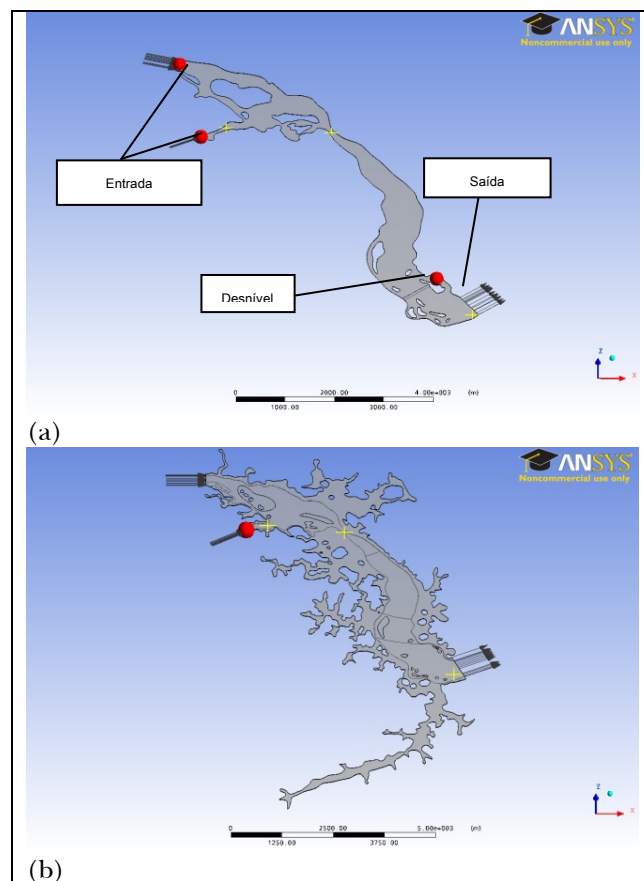 ANSYS
Noncommercial use only
Entrada
Saída
Desnível
Z
X
0 2000.00 4.00e+003 (m)
1000.00 3000.00
(a)
ANSYS
Noncommercial use only
Z
X
0 2500.00 5.00e+003 (m)
1250.00 3750.00
(b)